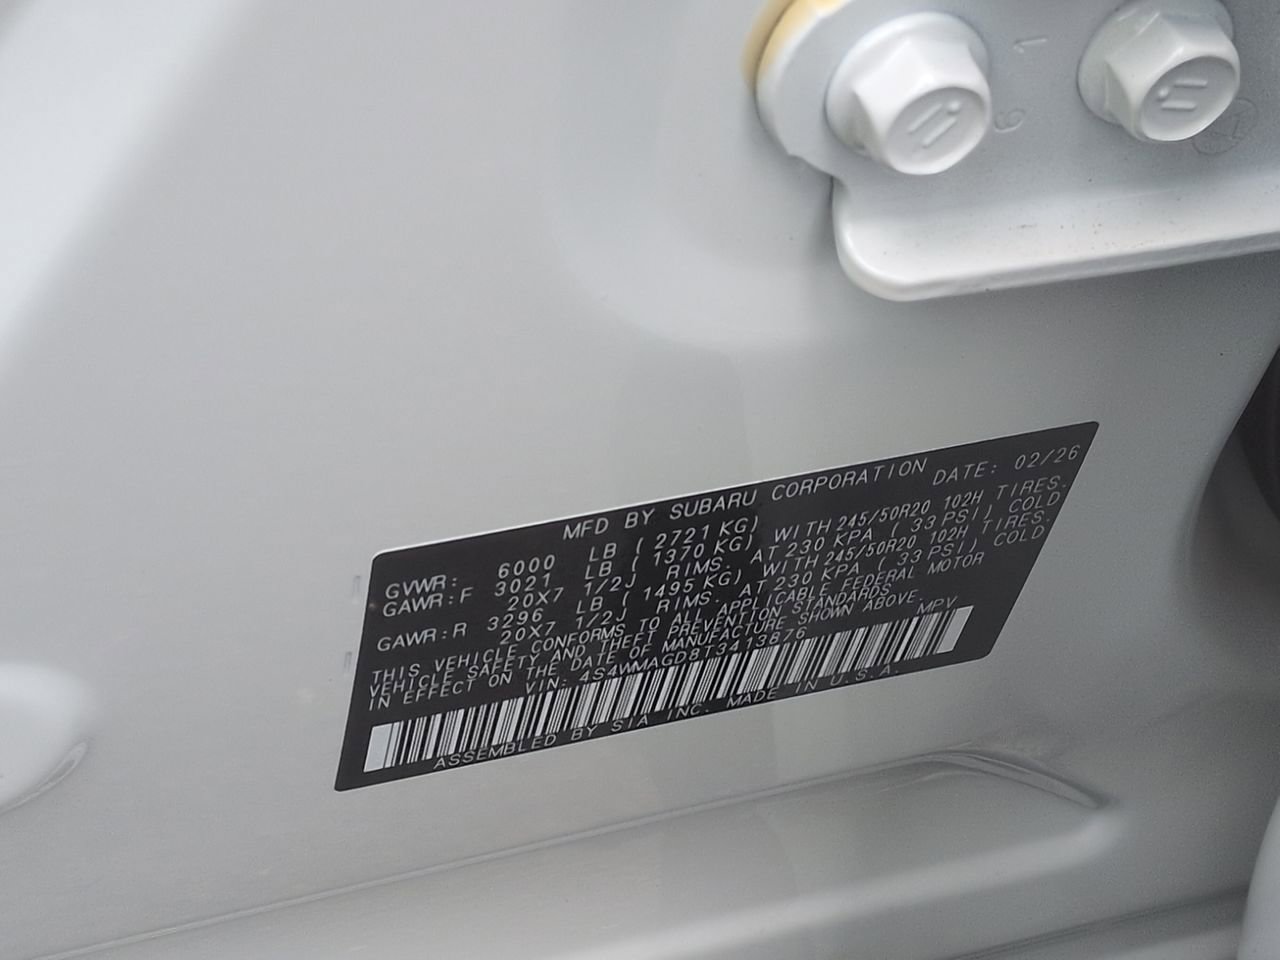 MFD BY SUBARU CORPORATION DATE: 02/26
GVWR: 6000 LB ( 2721 KG)
GAWR:F 3021 LB ( 1370 KG) WITH 245/50R20 102H TIRES.
20X7 1/2J RIMS. AT 230 KPA ( 33 PSI) COLD
GAWR:R 3296 LB ( 1495 KG) WITH 245/50R20 102H TIRES.
20X7 1/2J RIMS. AT 230 KPA ( 33 PSI) COLD
THIS VEHICLE CONFORMS TO ALL APPLICABLE FEDERAL MOTOR
VEHICLE SAFETY AND THEFT PREVENTION STANDARDS
IN EFFECT ON THE DATE OF MANUFACTURE SHOWN ABOVE.
VIN: 4S4WMAGD8T3413876 MPV
ASSEMBLED BY SIA INC. MADE IN U.S.A.